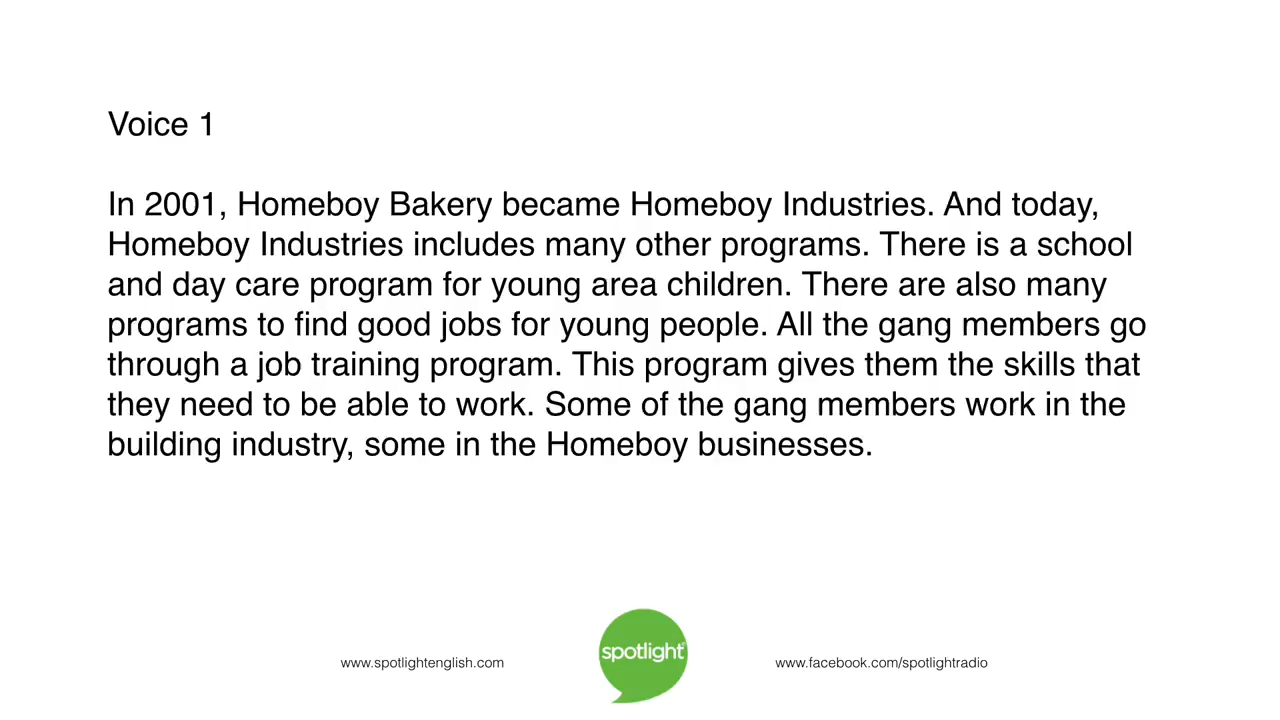 Voice 1
In 2001, Homeboy Bakery became Homeboy Industries. And today,
Homeboy Industries includes many other programs. There is a school
and day care program for young area children. There are also many
programs to find good jobs for young people. All the gang members go
through a job training program. This program gives them the skills that
they need to be able to work. Some of the gang members work in the
building industry, some in the Homeboy businesses.
www.spotlightenglish.com
spotlight
www.facebook.com/spotlightradio